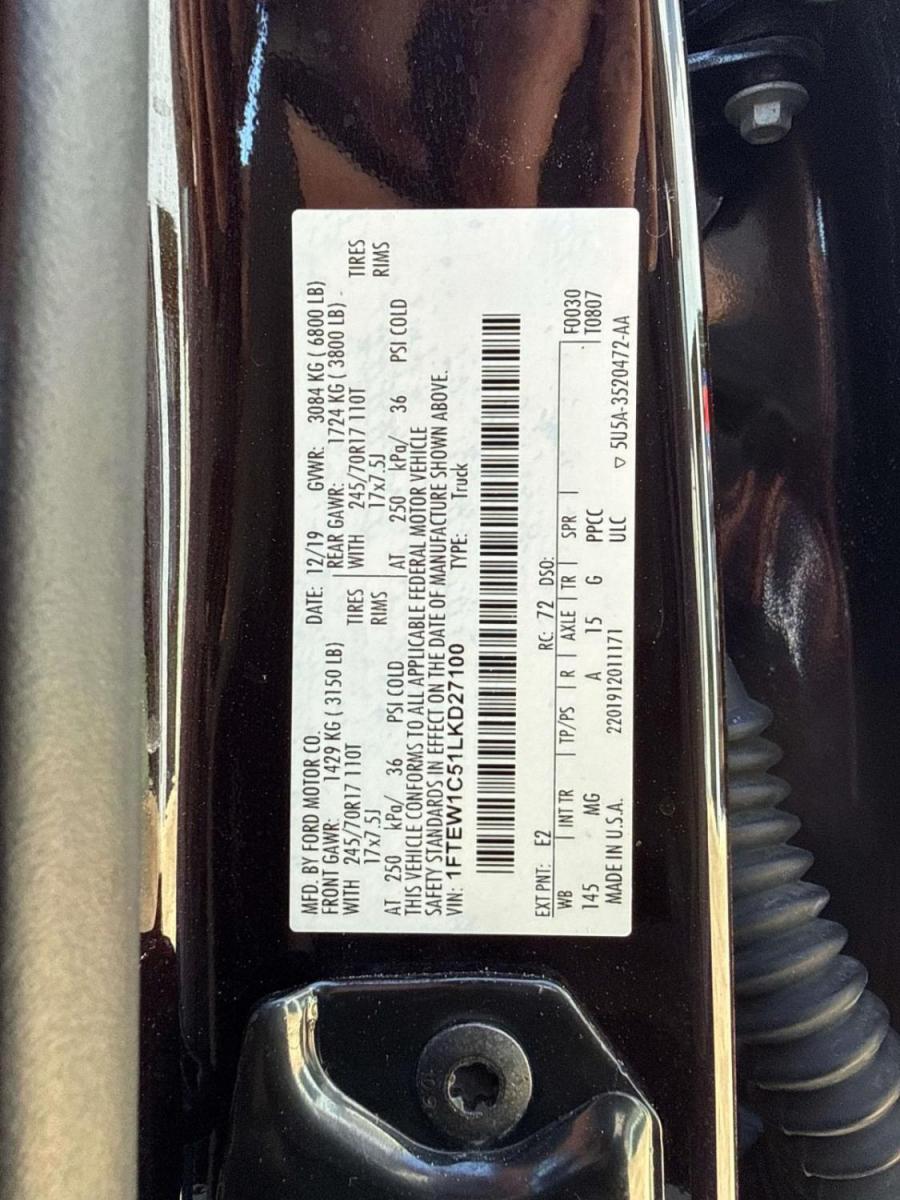 MFD. BY FORD MOTOR CO. DATE: 12/19 GVWR: 3084 KG ( 6800 LB)
FRONT GAWR: 1429 KG ( 3150 LB) REAR GAWR: 1724 KG ( 3800 LB)
WITH 245/70R17 110T TIRES WITH 245/70R17 110T TIRES
17x7.5J RIMS 17x7.5J RIMS
AT 250 kPa/ 36 PSI COLD AT 250 kPa/ 36 PSI COLD
THIS VEHICLE CONFORMS TO ALL APPLICABLE FEDERAL MOTOR VEHICLE
SAFETY STANDARDS IN EFFECT ON THE DATE OF MANUFACTURE SHOWN ABOVE.
VIN: 1FTEW1C51LKD27100 TYPE: Truck
EXT PNT: E2 RC: 72 DSO: F0030
WB INT TR TP/PS R AXLE TR SPR T0807
145 MG A 15 G PPCC
MADE IN U.S.A. 2201912011171 ULC ▽ 5U5A-3520472-AA